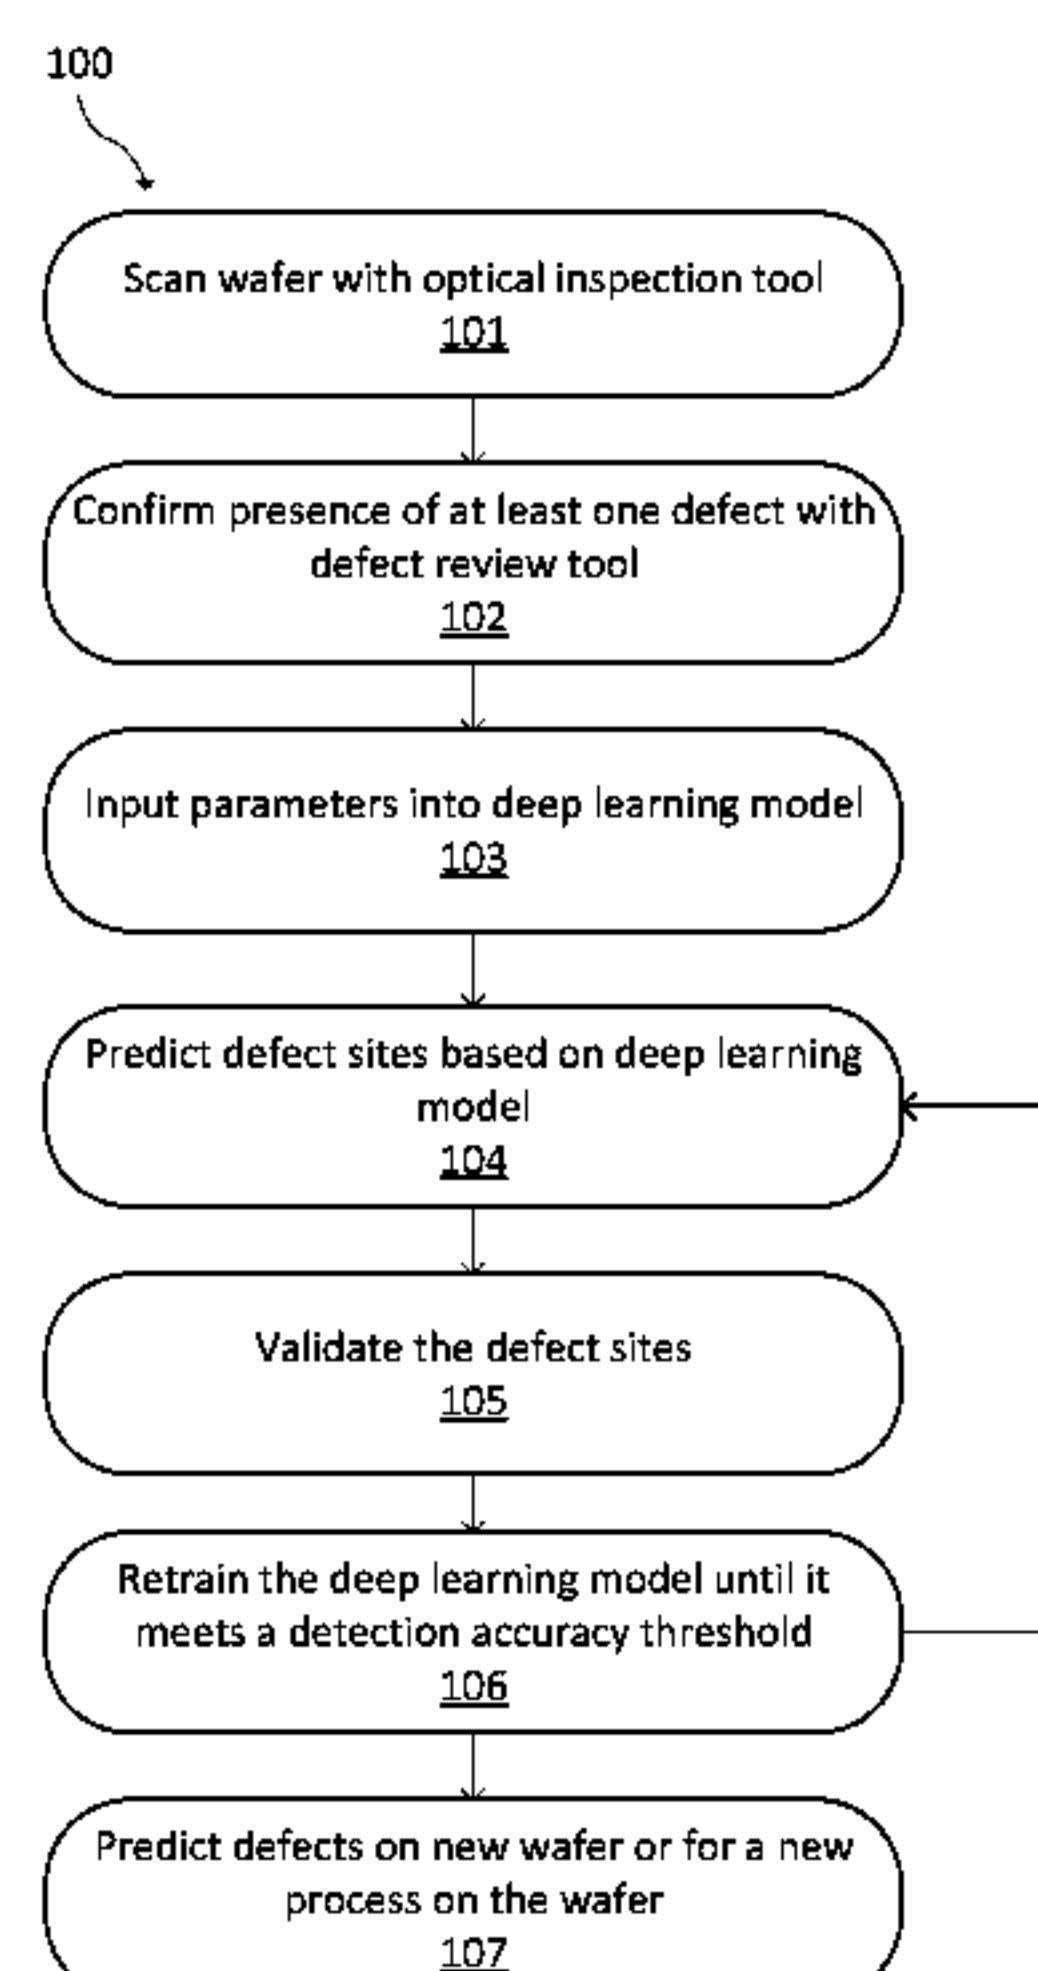 100
Scan wafer with optical inspection tool
101
Confirm presence of at least one defect with
defect review tool
102
Input parameters into deep learning model
103
Predict defect sites based on deep learning
model
104
Validate the defect sites
105
Retrain the deep learning model until it
meets a detection accuracy threshold
106
Predict defects on new wafer or for a new
process on the wafer
107